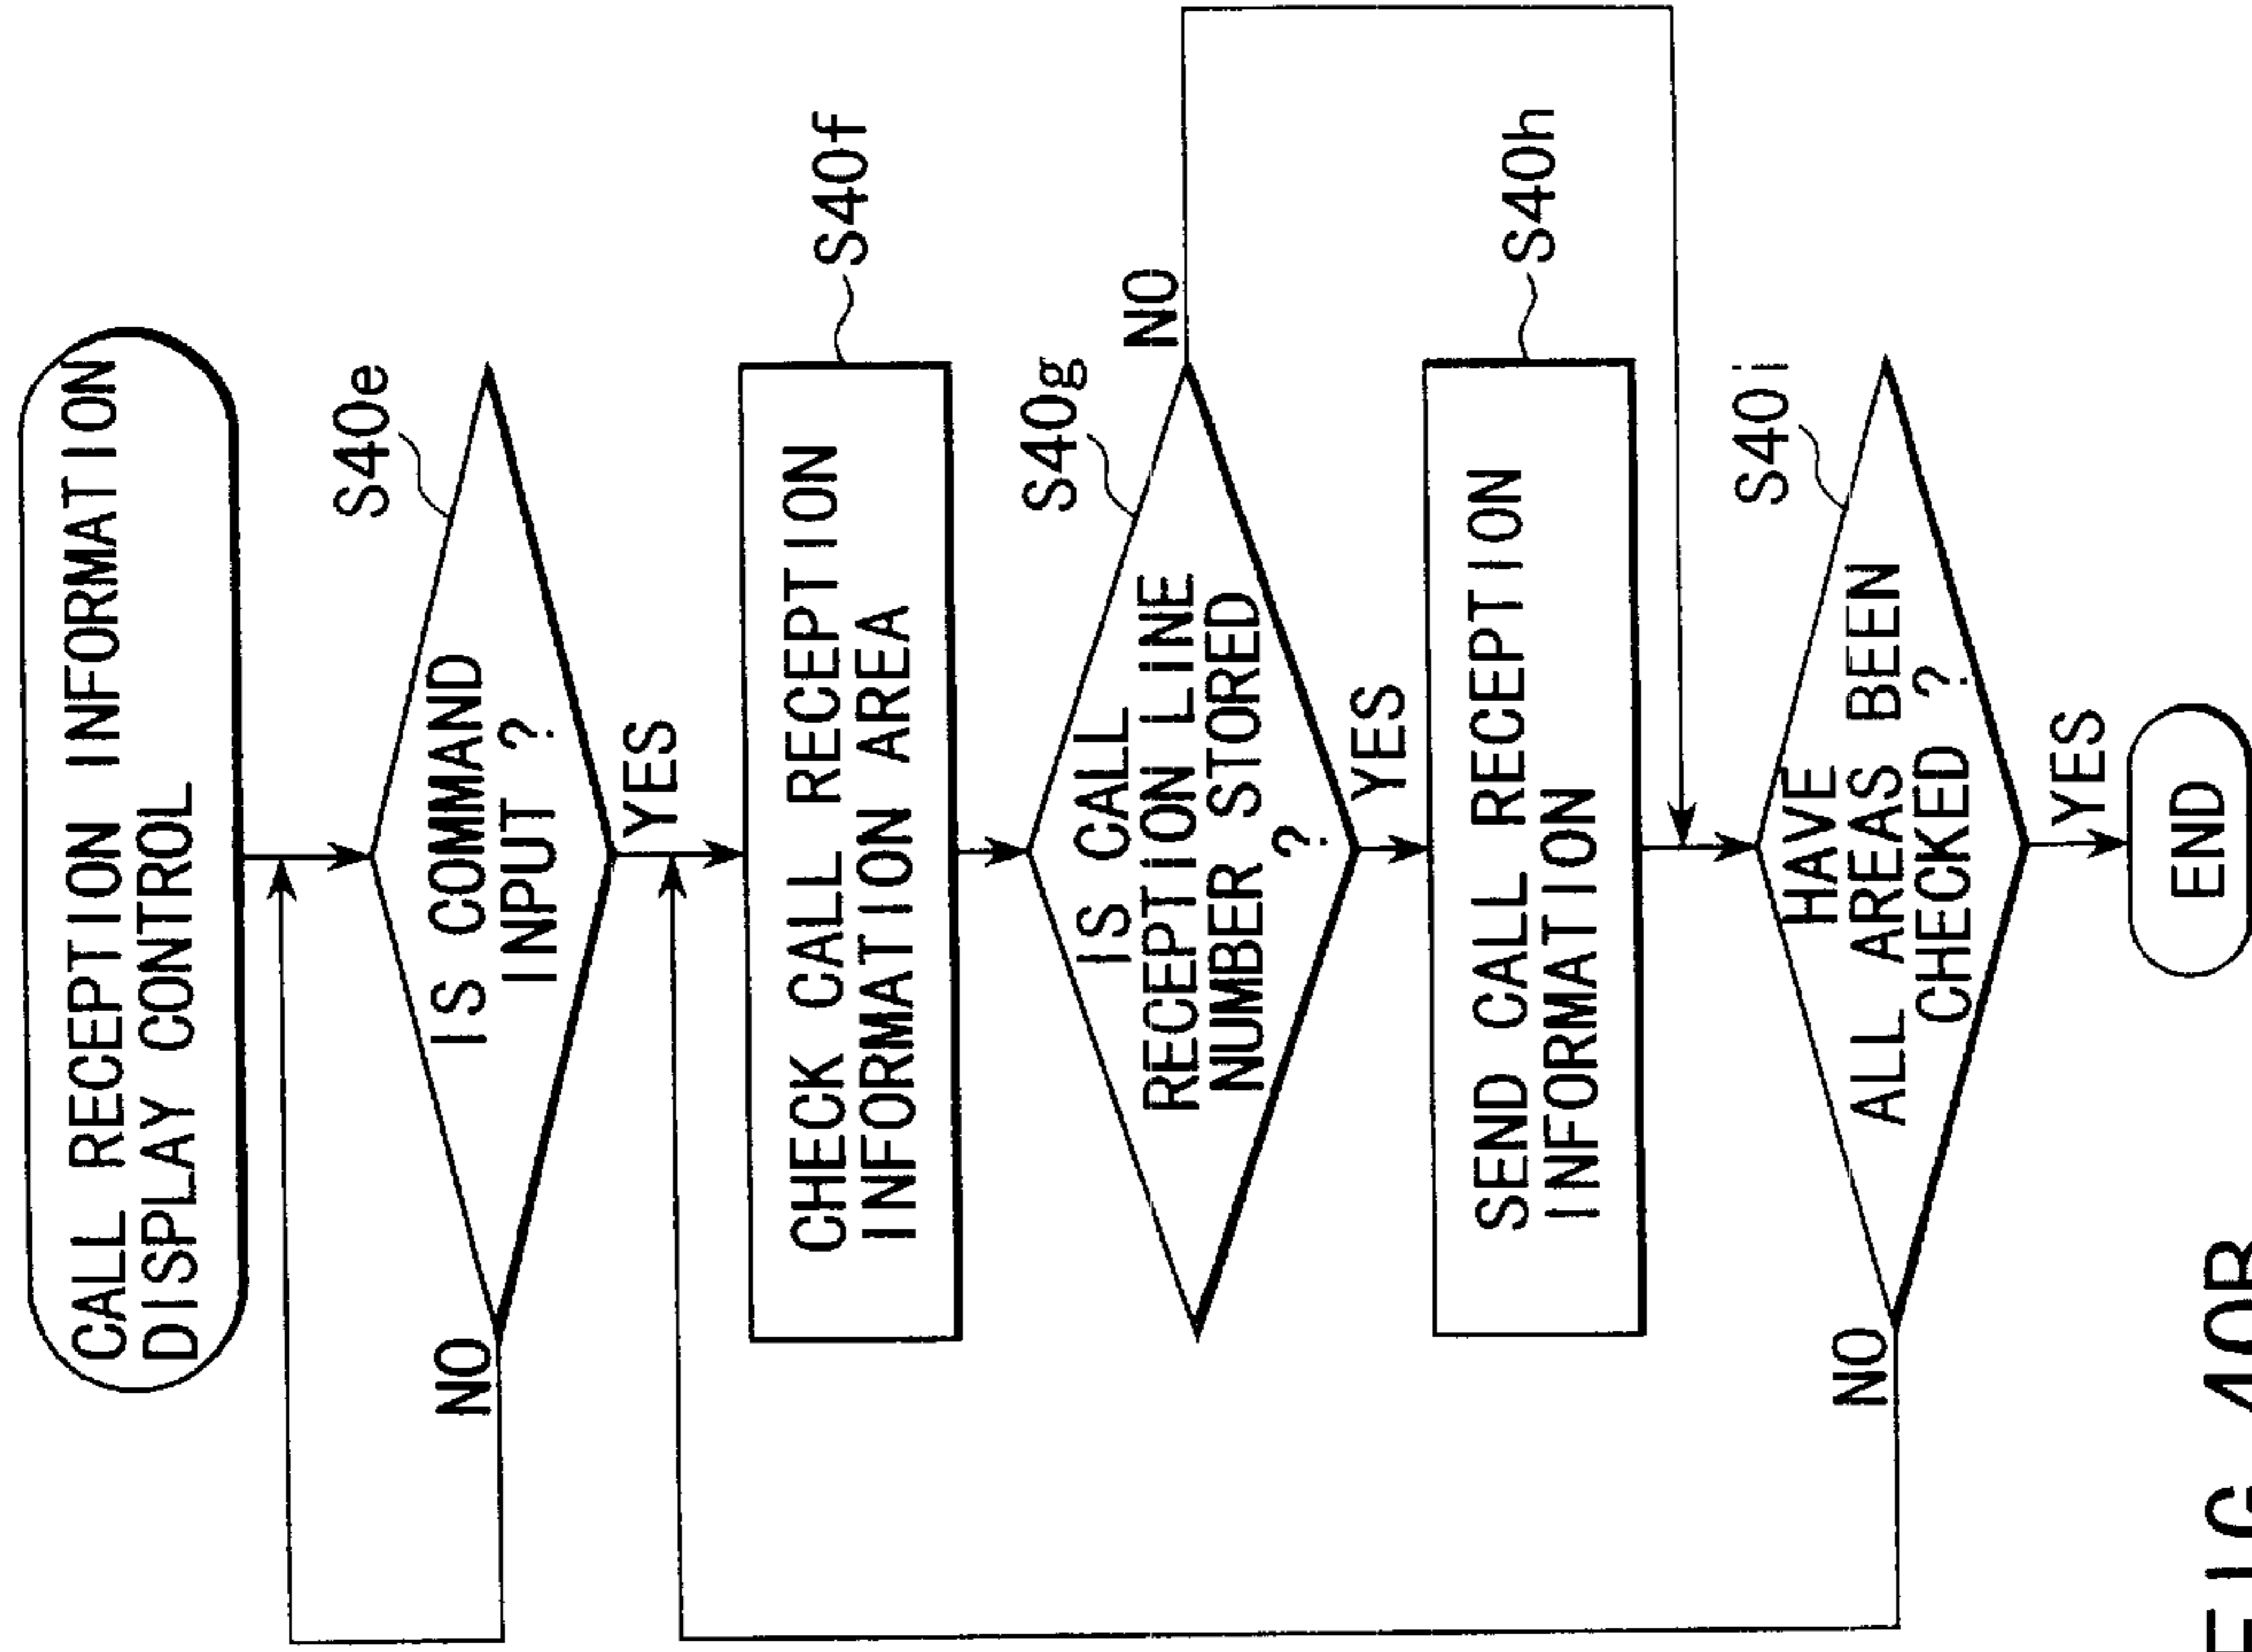 CALL RECEPTION INFORMATION
DISPLAY CONTROL
S40e
IS COMMAND
INPUT ?
NO
YES
S40f
CHECK CALL RECEPTION
INFORMATION AREA
S40g
IS CALL
RECEPTION LINE
NUMBER STORED
?
NO
YES
S40h
SEND CALL RECEPTION
INFORMATION
S40i
HAVE
ALL AREAS BEEN
CHECKED ?
NO
YES
END
FIG. 40B